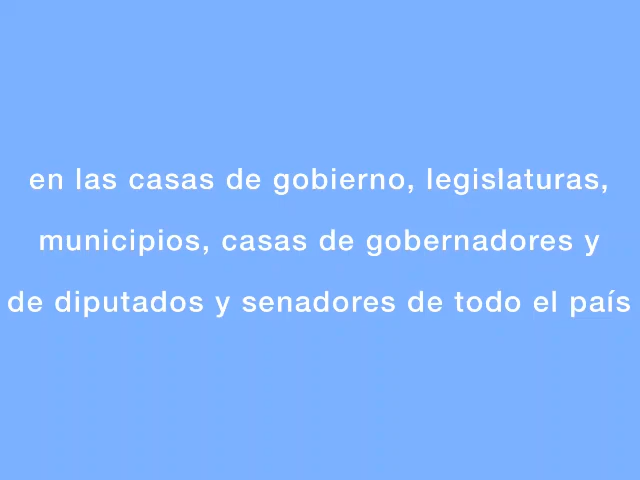 en las casas de gobierno, legislaturas,
municipios, casas de gobernadores y
de diputados y senadores de todo el país